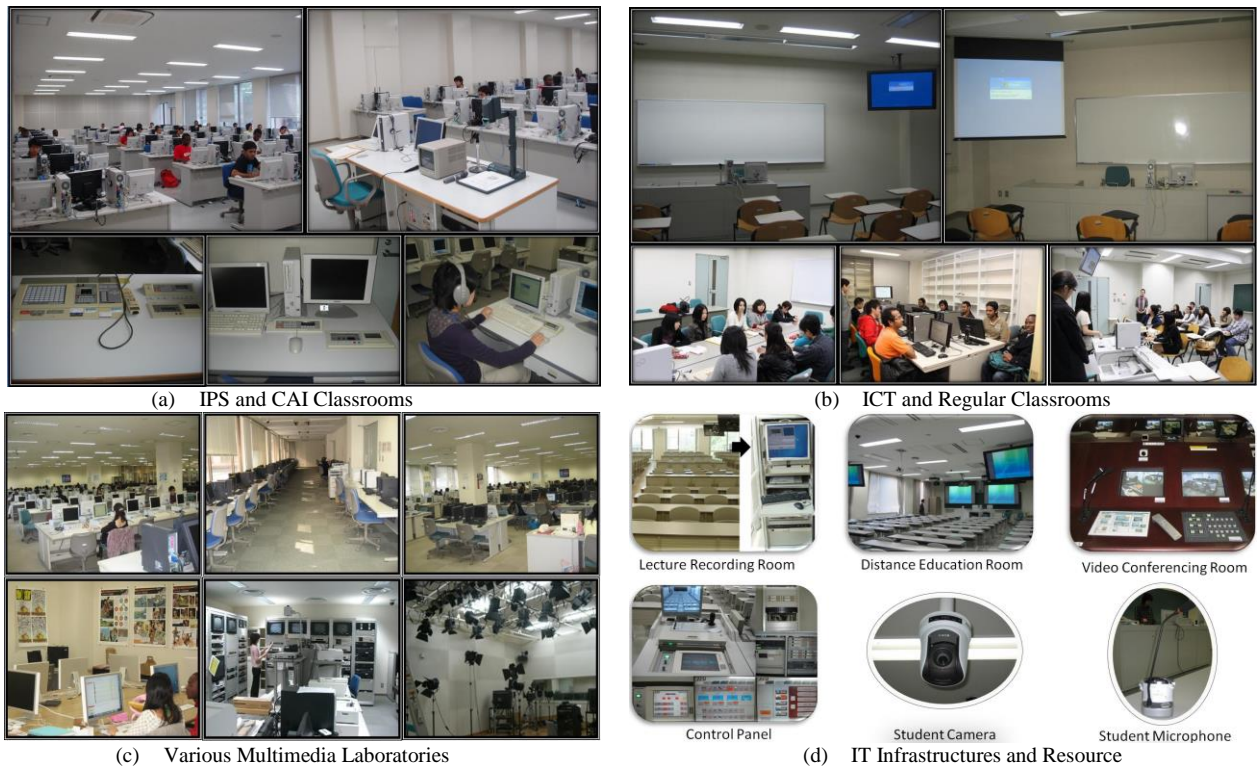 (a) IPS and CAI Classrooms
(b) ICT and Regular Classrooms
Lecture Recording Room
Distance Education Room
Video Conferencing Room
Control Panel
Student Camera
Student Microphone
(c) Various Multimedia Laboratories
(d) IT Infrastructures and Resource